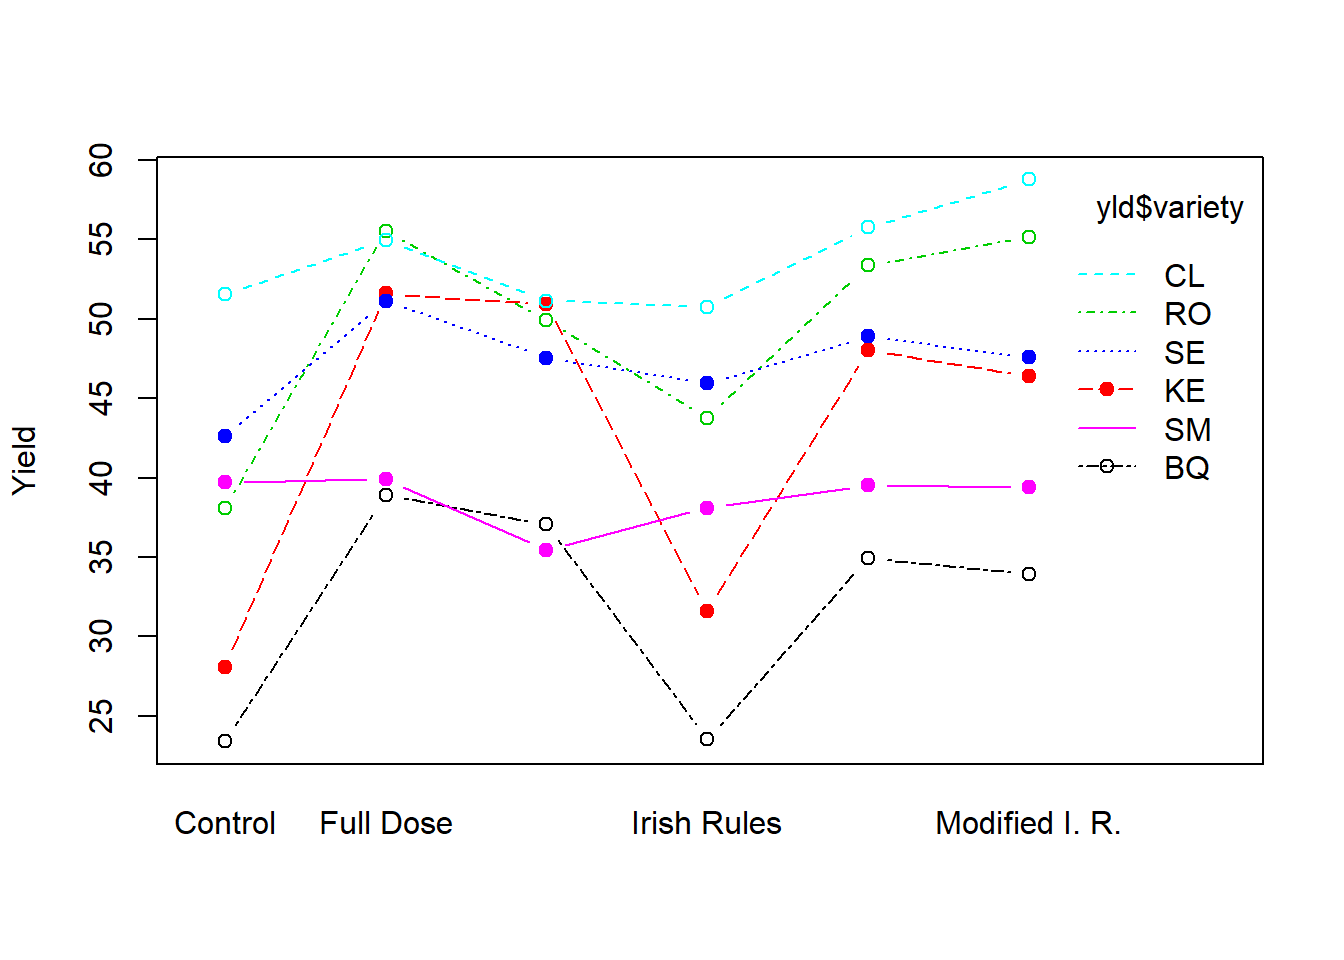 60
55
50
45
40
35
30
25
Yield
yld$variety
CL
RO
SE
KE
SM
BQ
Control Full Dose Irish Rules Modified I. R.